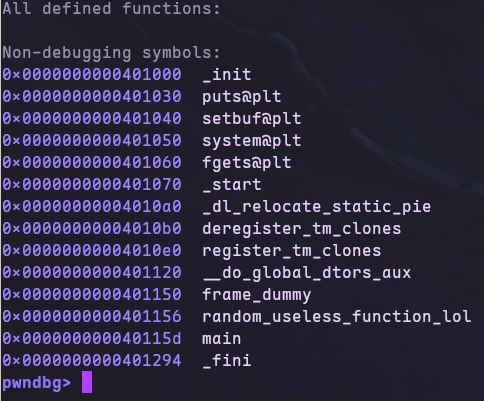 All defined functions:

Non-debugging symbols:
0x0000000000401000  _init
0x0000000000401030  puts@plt
0x0000000000401040  setbuf@plt
0x0000000000401050  system@plt
0x0000000000401060  fgets@plt
0x0000000000401070  _start
0x00000000004010a0  _dl_relocate_static_pie
0x00000000004010b0  deregister_tm_clones
0x00000000004010e0  register_tm_clones
0x0000000000401120  __do_global_dtors_aux
0x0000000000401150  frame_dummy
0x0000000000401156  random_useless_function_lol
0x000000000040115d  main
0x0000000000401294  _fini
pwndbg>